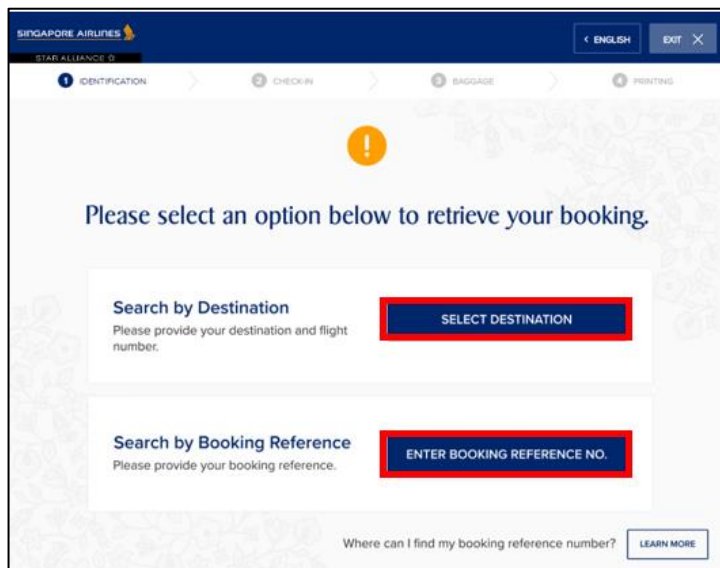 SINGAPORE AIRLINES
STAR ALLIANCE
< ENGLISH
EXIT X
1 IDENTIFICATION
2 CHECK-IN
3 BAGGAGE
4 PRINTING
!
Please select an option below to retrieve your booking.
Search by Destination
Please provide your destination and flight
number.
SELECT DESTINATION
Search by Booking Reference
Please provide your booking reference.
ENTER BOOKING REFERENCE NO.
Where can I find my booking reference number?
LEARN MORE